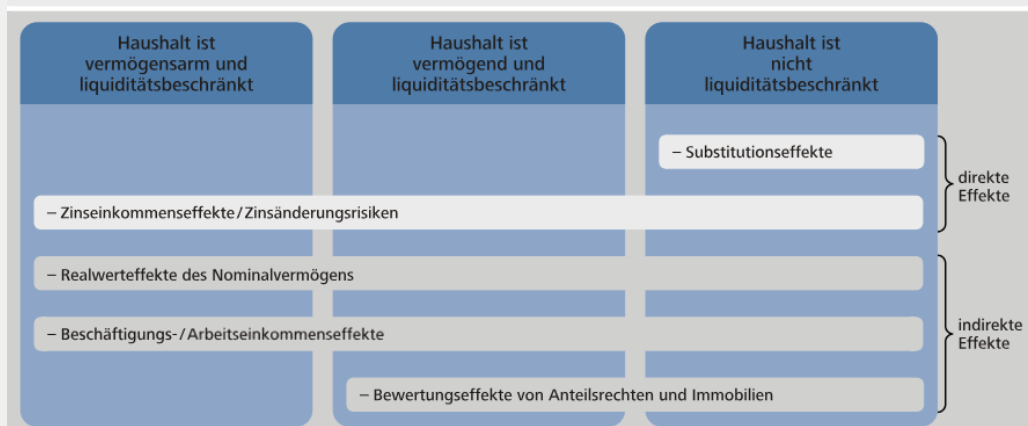 Haushalt ist
vermögensarm und
liquiditätsbeschränkt
Haushalt ist
vermögend und
liquiditätsbeschränkt
Haushalt ist
nicht
liquiditätsbeschränkt
– Substitutionseffekte
direkte
Effekte
– Zinseinkommenseffekte/Zinsänderungsrisiken
– Realwerteffekte des Nominalvermögens
– Beschäftigungs-/Arbeitseinkommenseffekte
indirekte
Effekte
– Bewertungseffekte von Anteilsrechten und Immobilien